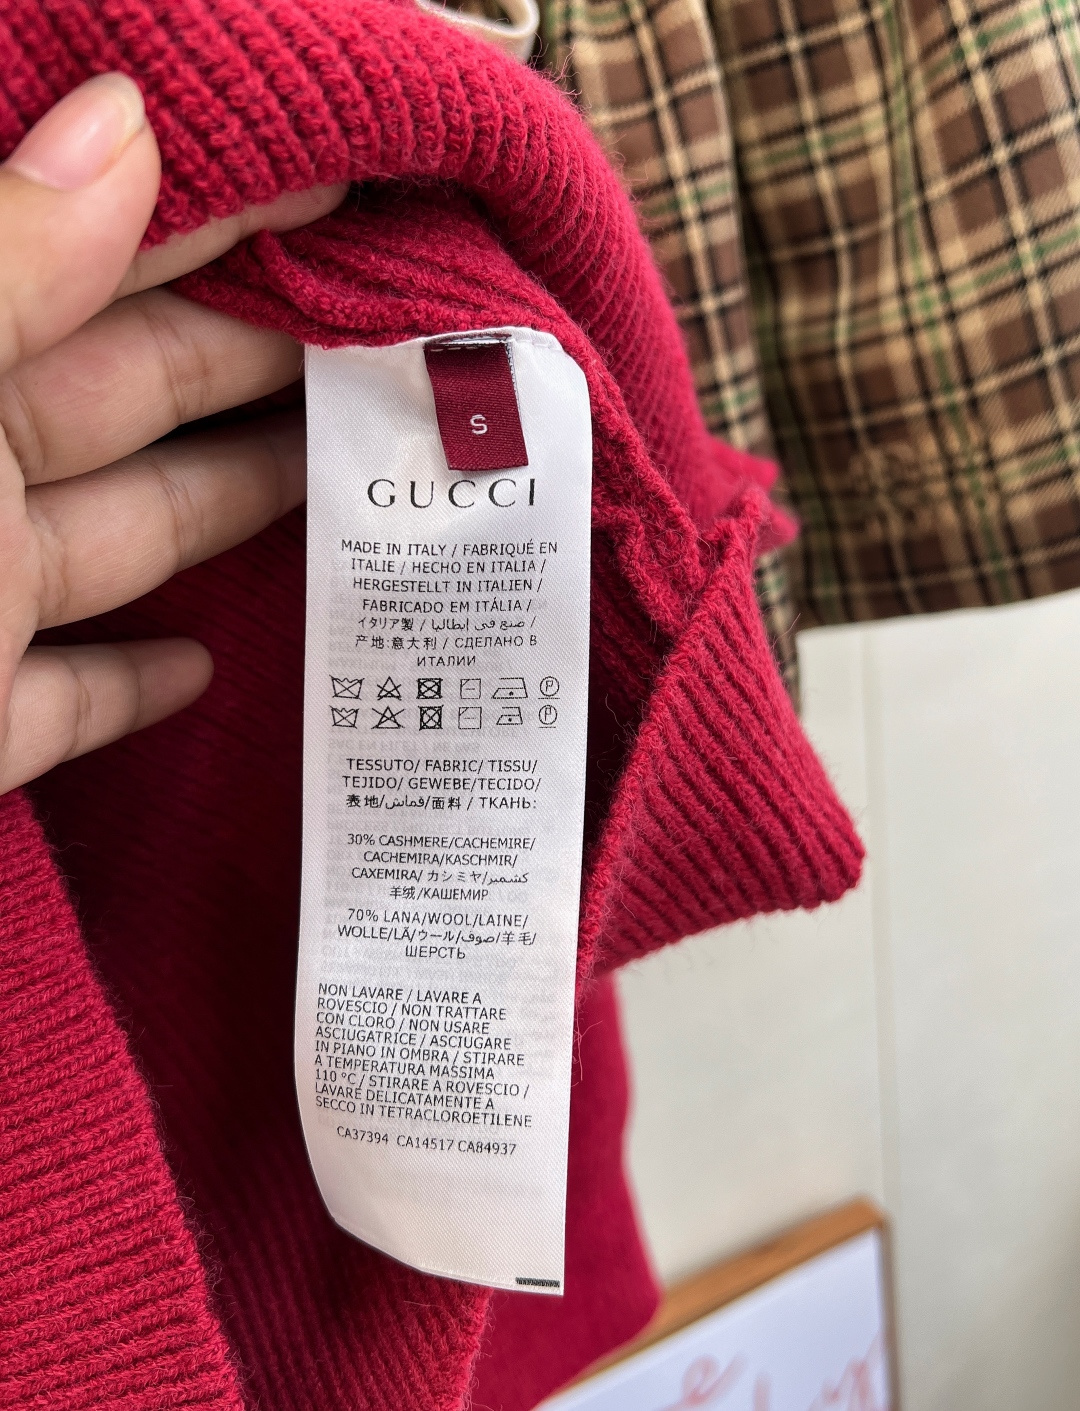 S
GUCCI
MADE IN ITALY / FABRIQUÉ EN
ITALIE / HECHO EN ITALIA /
HERGESTELLT IN ITALIEN /
FABRICADO EM ITÁLIA /
イタリア製 / صنع في إيطاليا /
产地:意大利 / СДЕЛАНО В
ИТАЛИИ
P
P
TESSUTO/ FABRIC/ TISSU/
TEJIDO/ GEWEBE/TECIDO/
表地/قماش/面料 / ТКАНЬ:
30% CASHMERE/CACHEMIRE/
CACHEMIRA/KASCHMIR/
CAXEMIRA/ カシミヤ/كشمير/
羊绒/КАШЕМИР
70% LANA/WOOL/LAINE/
WOLLE/LÃ/ウール/صوف/羊毛/
ШЕРСТЬ
NON LAVARE / LAVARE A
ROVESCIO / NON TRATTARE
CON CLORO / NON USARE
ASCIUGATRICE / ASCIUGARE
IN PIANO IN OMBRA / STIRARE
A TEMPERATURA MASSIMA
110 °C / STIRARE A ROVESCIO /
LAVARE DELICATAMENTE A
SECCO IN TETRACLOROETILENE
CA37394 CA14517 CA84937